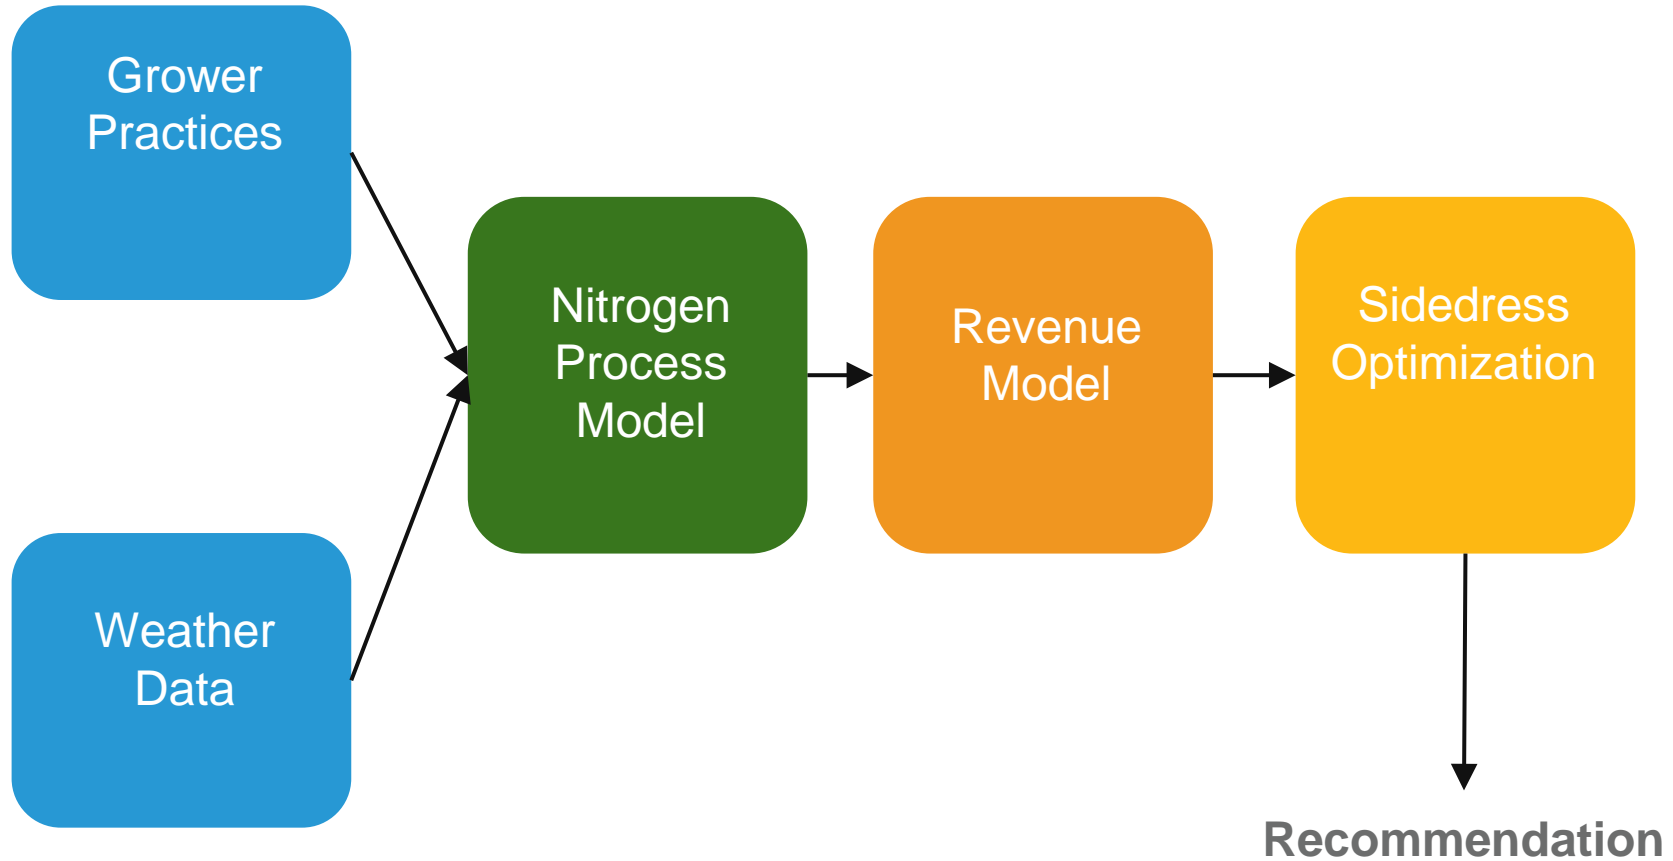 Grower
Practices
Weather
Data
Nitrogen
Process
Model
Revenue
Model
Sidedress
Optimization
Recommendation